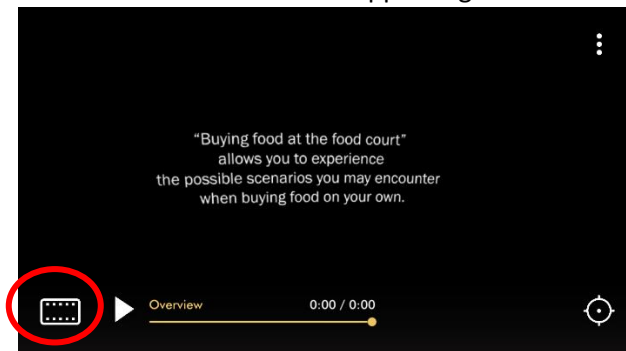 “Buying food at the food court”
allows you to experience
the possible scenarios you may encounter
when buying food on your own.
Overview 0:00 / 0:00